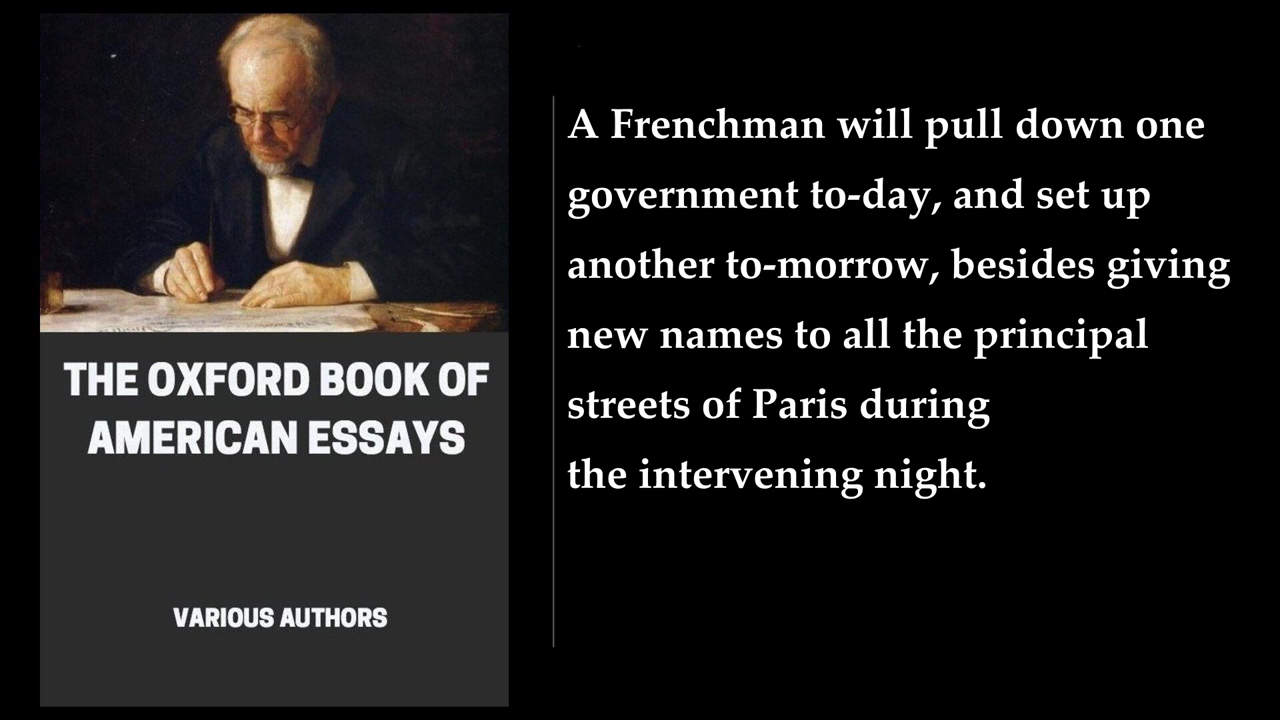 THE OXFORD BOOK OF
AMERICAN ESSAYS
VARIOUS AUTHORS
A Frenchman will pull down one
government to-day, and set up
another to-morrow, besides giving
new names to all the principal
streets of Paris during
the intervening night.